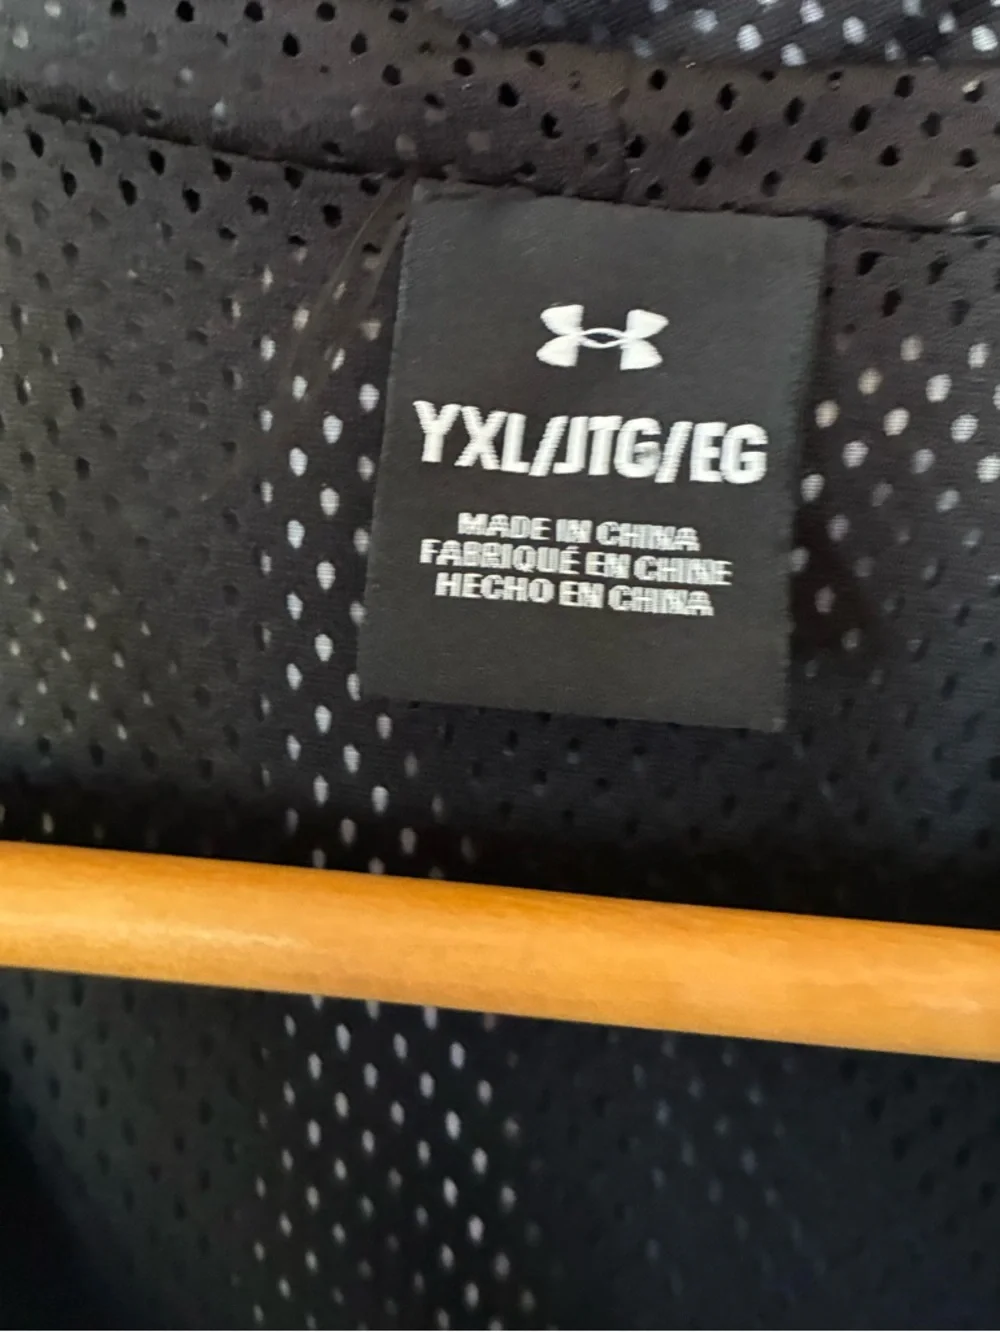 YXL/JTG/EG
MADE IN CHINA
FABRIQUÉ EN CHINE
HECHO EN CHINA